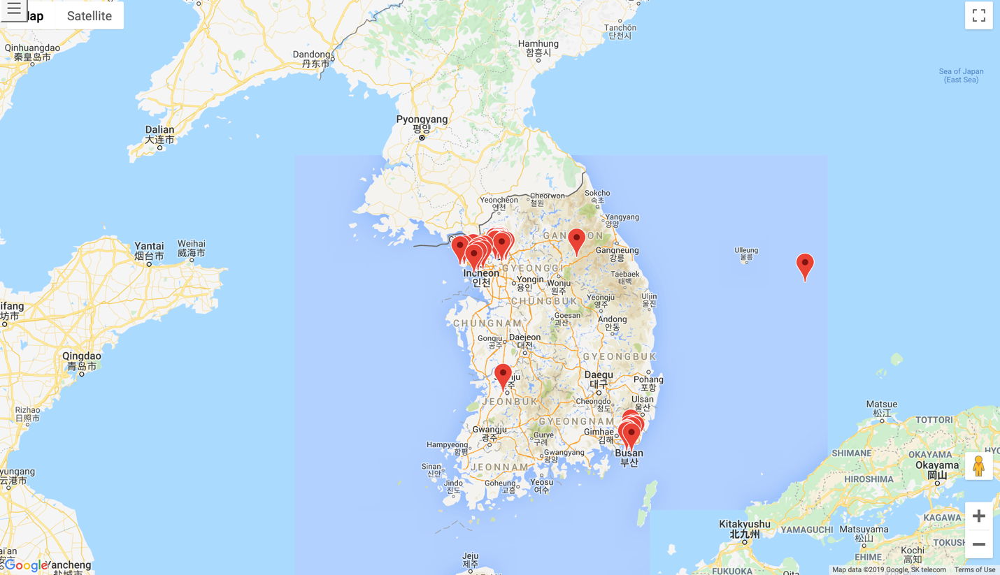 ap
Satellite
Tanchŏn
단천시
Hamhung
함흥시
Qinhuangdao
秦皇岛市
Dandong
丹东市
Sea of Japan
(East Sea)
Pyongyang
평양
Dalian
大连市
Sokcho
속초
Cheorwon
철원
Yeoncheon
연천
Yangyang
양양
GYEONGGI
Gangneung
강릉
Ulleung
울릉
Yantai
烟台市
Weihai
威海市
Incheon
인천
Yongin
용인
Wonju
원주
Taebaek
태백
CHUNGBUK
Yeongju
영주
Uljin
울진
ifang
坊市
Goesan
괴산
Andong
안동
CHUNGNAM
Gongju
공주
Daejeon
대전
GYEONGBUK
Qingdao
青岛市
Daegu
대구
Pohang
포항
Rizhao
日照市
JEONBUK
Cheongdo
청도
Ulsan
울산
Matsue
松江
TOTTORI
GYEONGNAM
Gwangju
광주
Gurye
구례
Gimhae
김해
Hampyeong
함평
Gwangyang
광양
Busan
부산
SHIMANE
OKAYAMA
HYO
Okayama
岡山
JEONNAM
Sinan
신안
Jindo
진도
Goheung
고흥
Yeosu
여수
HIROSHIMA
yungang
云港市
Kitakyushu
北九州
YAMAGUCHI
Matsuyama
松山
KAGAWA
TOKUSH
Kochi
高知
EHIME
Jeju
제주
ai'an
Google
Yancheng
盐城市
FUKUOKA
Oita
Map data ©2019 Google, SK telecom
Terms of Use